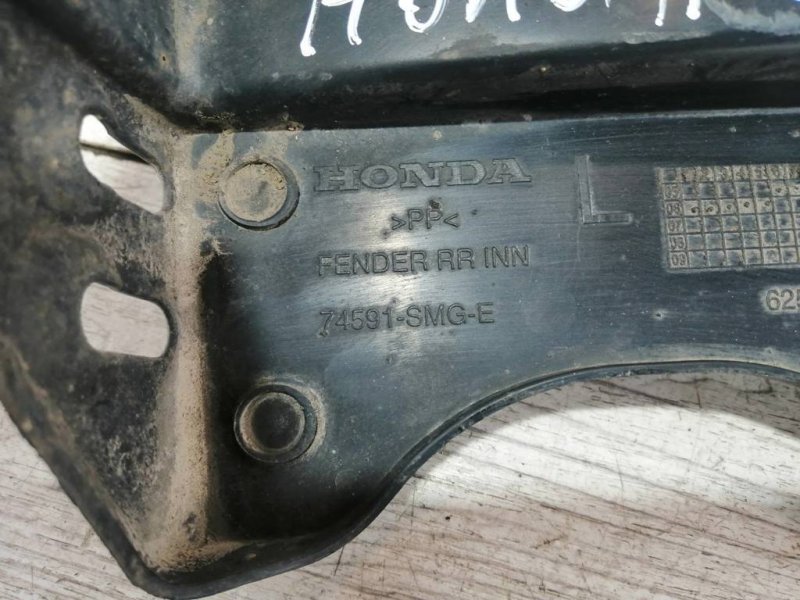 HONDA
L
>PP<
FENDER RR INN
74591-SMG-E